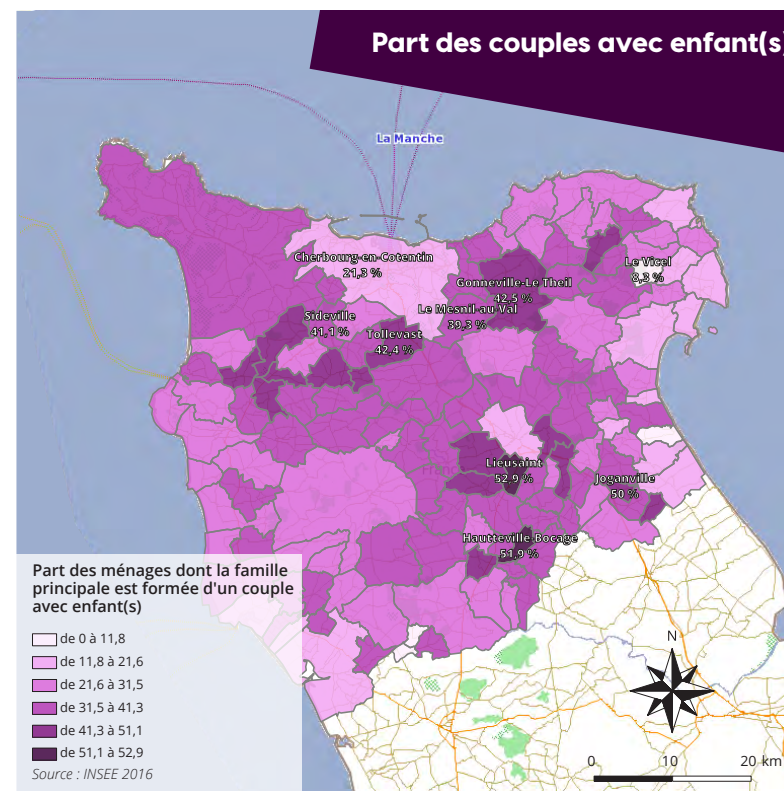 Part des couples avec enfant(s)
La Manche
Cherbourg-en-Cotentin
21,3 %
Le Vicel
8,3 %
Gonneville-Le Theil
42,5 %
Le Mesnil-au-Val
39,3 %
Sideville
41,1 %
Tollevast
42,4 %
Lieusaint
52,9 %
Joganville
50 %
Hautteville-Bocage
51,9 %
Part des ménages dont la famille
principale est formée d'un couple
avec enfant(s)
de 0 à 11,8
de 11,8 à 21,6
de 21,6 à 31,5
de 31,5 à 41,3
de 41,3 à 51,1
de 51,1 à 52,9
Source : INSEE 2016
N
0 10 20 km